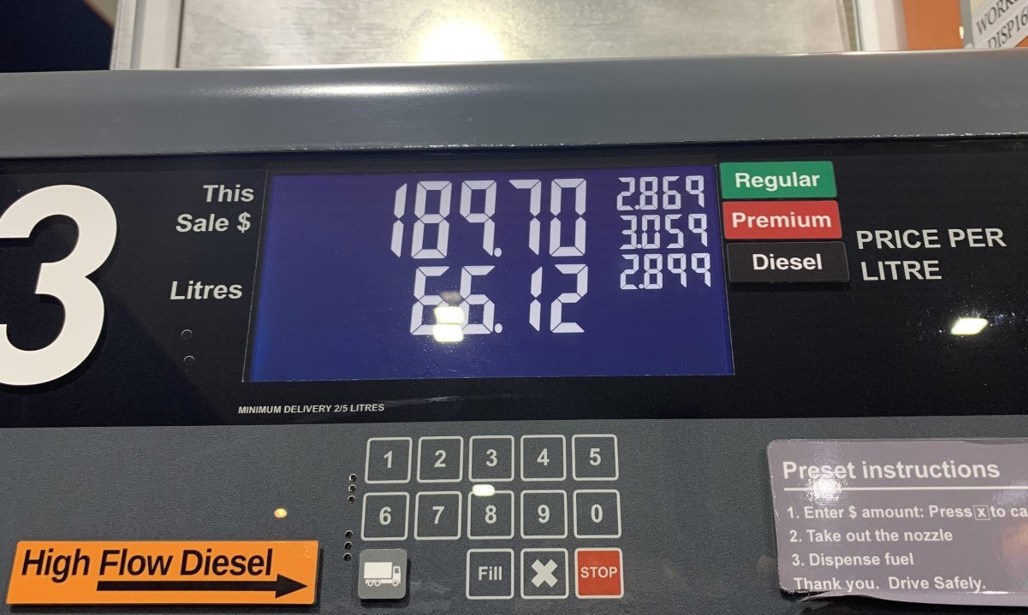 WORK
DISP16
3
This
Sale $
189.70
Litres
66.12
2.869
3.059
2.899
Regular
Premium
Diesel
PRICE PER
LITRE
MINIMUM DELIVERY 2/5 LITRES
1 2 3 4 5
6 7 8 9 0
Fill STOP
High Flow Diesel
Preset instructions
1. Enter $ amount: Press x to ca
2. Take out the nozzle
3. Dispense fuel
Thank you. Drive Safely.